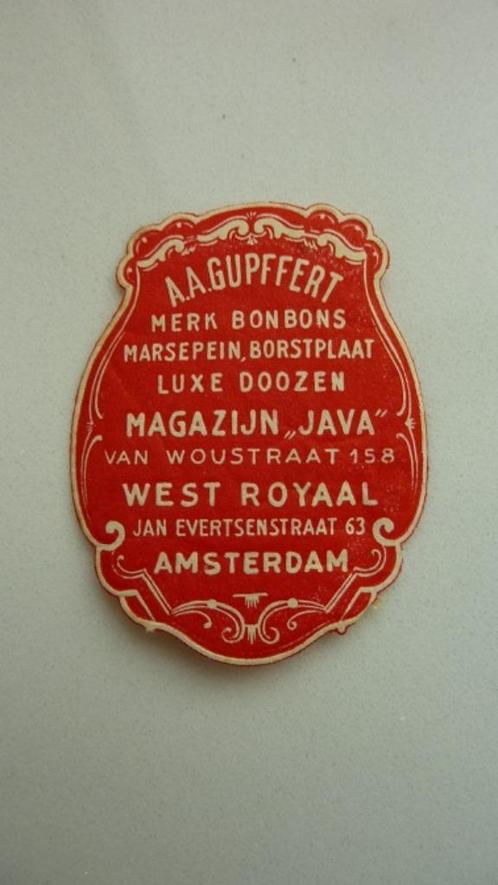 A.A.GUPFFERT
MERK BONBONS
MARSEPEIN, BORSTPLAAT
LUXE DOOZEN
MAGAZIJN „JAVA”
VAN WOUSTRAAT 158
WEST ROYAAL
JAN EVERTSENSTRAAT 63
AMSTERDAM